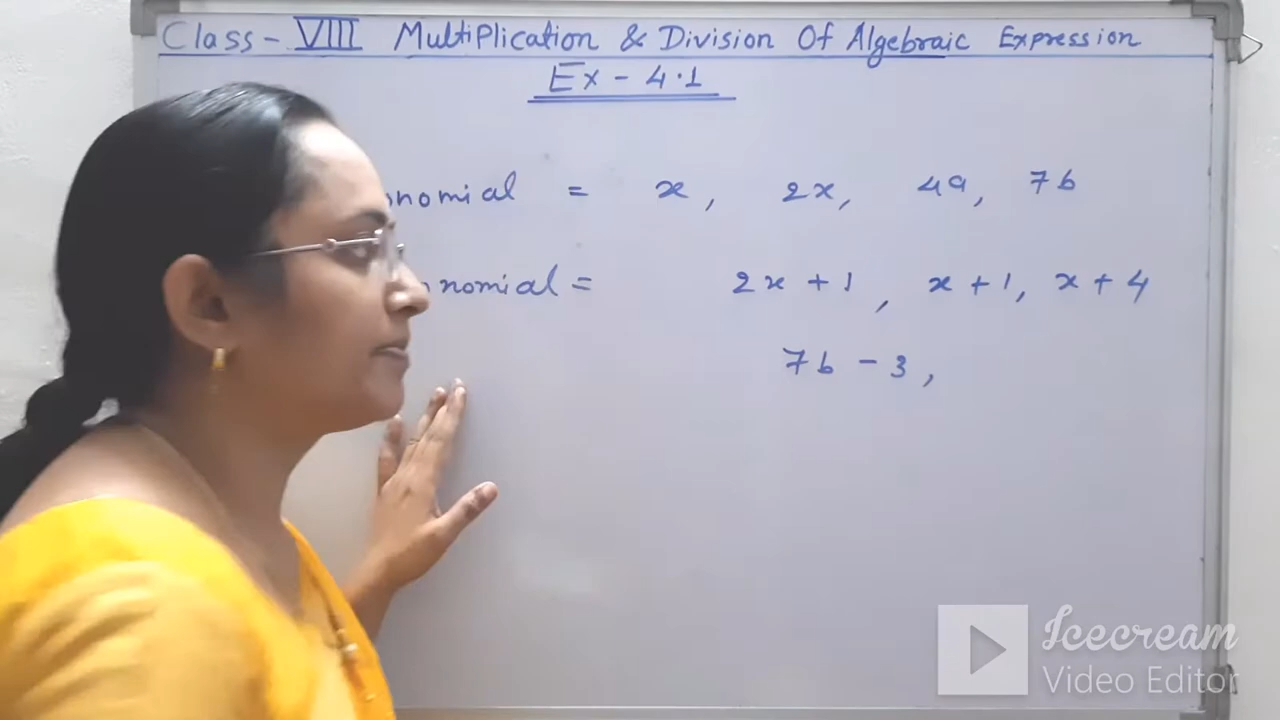 Class - VIII Multiplication & Division Of Algebraic Expression
Ex - 4.1
nomial = x, 2x, 4a, 7b
nomial = 2x + 1, x + 1, x + 4
7b - 3,
Icecream
Video Editor